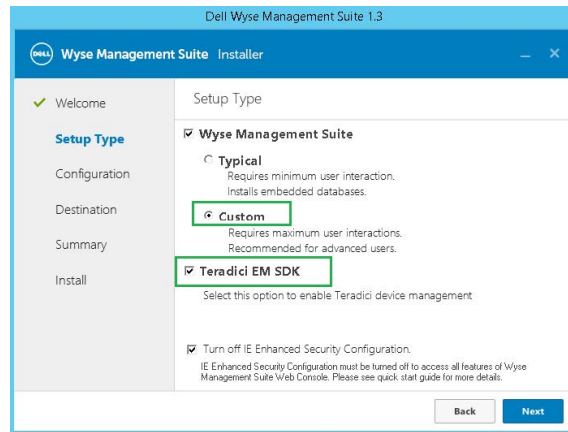 Dell Wyse Management Suite 1.3
DELL Wyse Management Suite Installer
Welcome
Setup Type
Configuration
Destination
Summary
Install
Setup Type
Wyse Management Suite
Typical
Requires minimum user interaction.
Installs embedded databases.
Custom
Requires maximum user interactions.
Recommended for advanced users.
Teradici EM SDK
Select this option to enable Teradici device management
Turn off IE Enhanced Security Configuration.
IE Enhanced Security Configuration must be turned off to access all features of Wyse
Management Suite Web Console. Please see quick start guide for more details.
Back Next